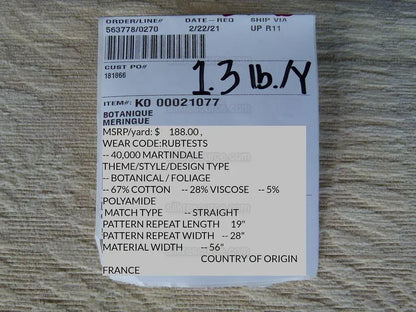 ORDER/LINE# DATE - REQ SHIP VIA
563778/0270 2/22/21 UP R11
CUST PO#
181866
1.3 lb./Y
ITEM#: K0 00021077
BOTANIQUE
MERINGUE
MSRP/yard: $ 188.00 ,
WEAR CODE:RUBTESTS
-- 40,000 MARTINDALE
THEME/STYLE/DESIGN TYPE
-- BOTANICAL / FOLIAGE
-- 67% COTTON -- 28% VISCOSE -- 5%
POLYAMIDE
MATCH TYPE -- STRAIGHT
PATTERN REPEAT LENGTH 19"
PATTERN REPEAT WIDTH -- 28"
MATERIAL WIDTH -- 56"
COUNTRY OF ORIGIN
FRANCE